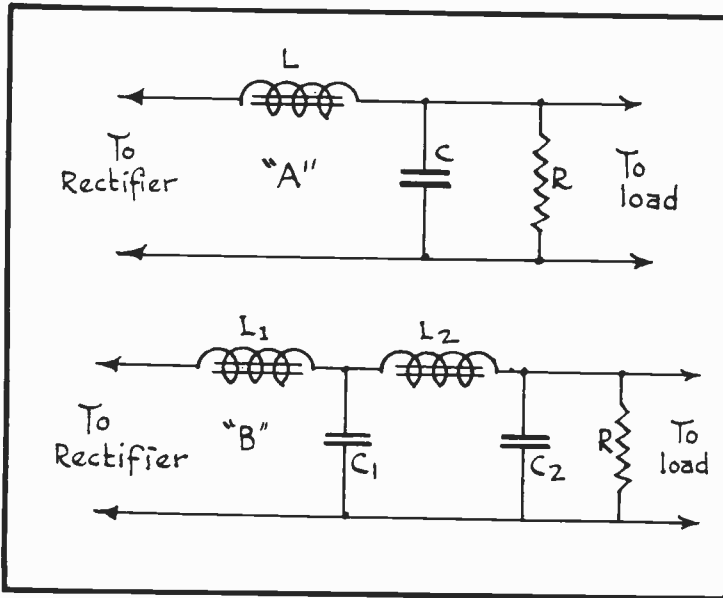 L
To
Rectifier
"A"
C
R
To
load
L1
L2
To
Rectifier
"B"
C1
C2
R
To
load